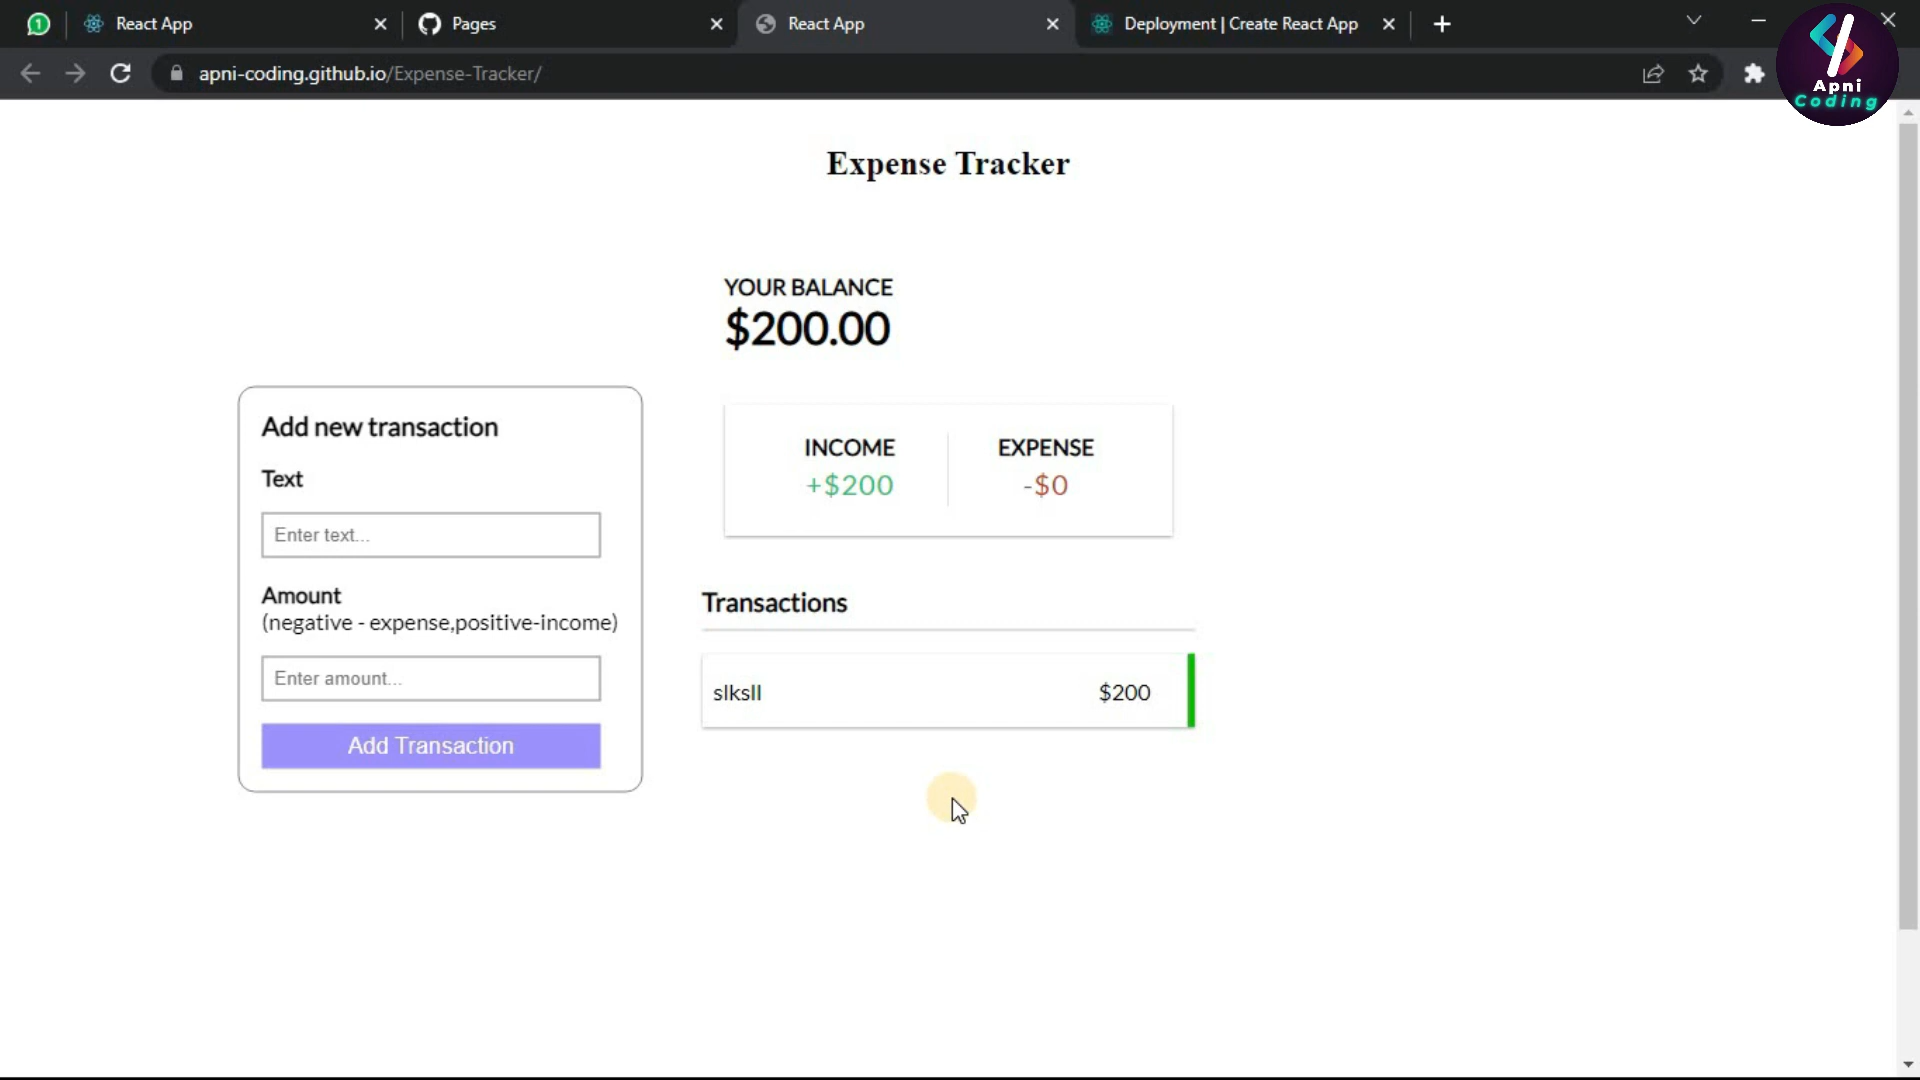 1
React App
Pages
React App
Deployment | Create React App
apni-coding.github.io/Expense-Tracker/
Apni
Coding
Expense Tracker
YOUR BALANCE
$200.00
Add new transaction
Text
Enter text...
Amount
(negative - expense,positive-income)
Enter amount...
Add Transaction
INCOME
+$200
EXPENSE
-$0
Transactions
slksll
$200